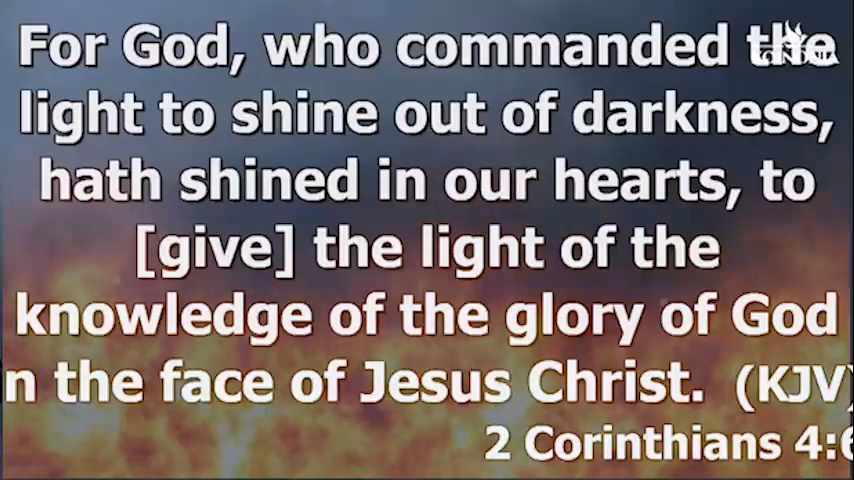 For God, who commanded the
light to shine out of darkness,
hath shined in our hearts, to
[give] the light of the
knowledge of the glory of God
n the face of Jesus Christ. (KJV)
2 Corinthians 4:6